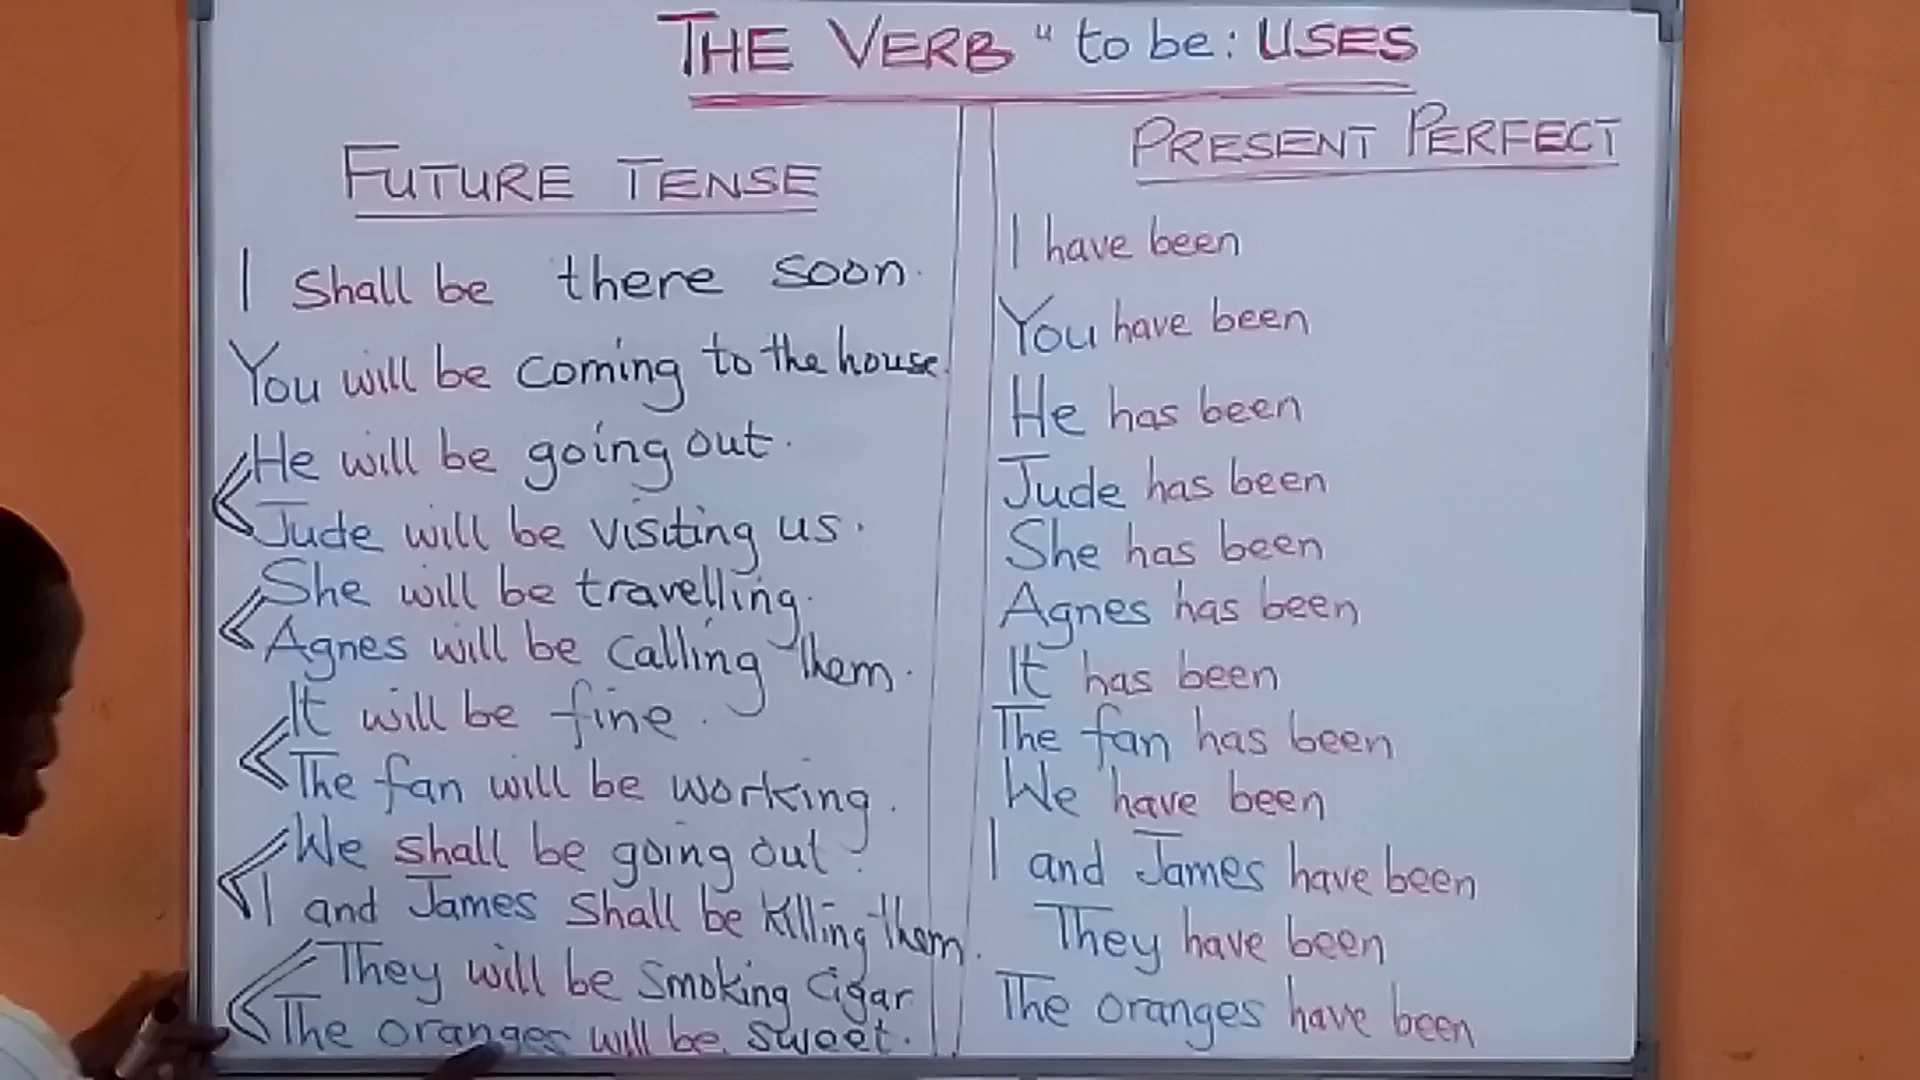 THE VERB "to be: USES
FUTURE TENSE
I shall be there soon.
You will be coming to the house.
He will be going out.
Jude will be visiting us.
She will be travelling.
Agnes will be calling them.
It will be fine.
The fan will be working.
We shall be going out.
I and James shall be killing them.
They will be smoking cigar
The oranges will be sweet.
PRESENT PERFECT
I have been
You have been
He has been
Jude has been
She has been
Agnes has been
It has been
The fan has been
We have been
I and James have been
They have been
The oranges have been